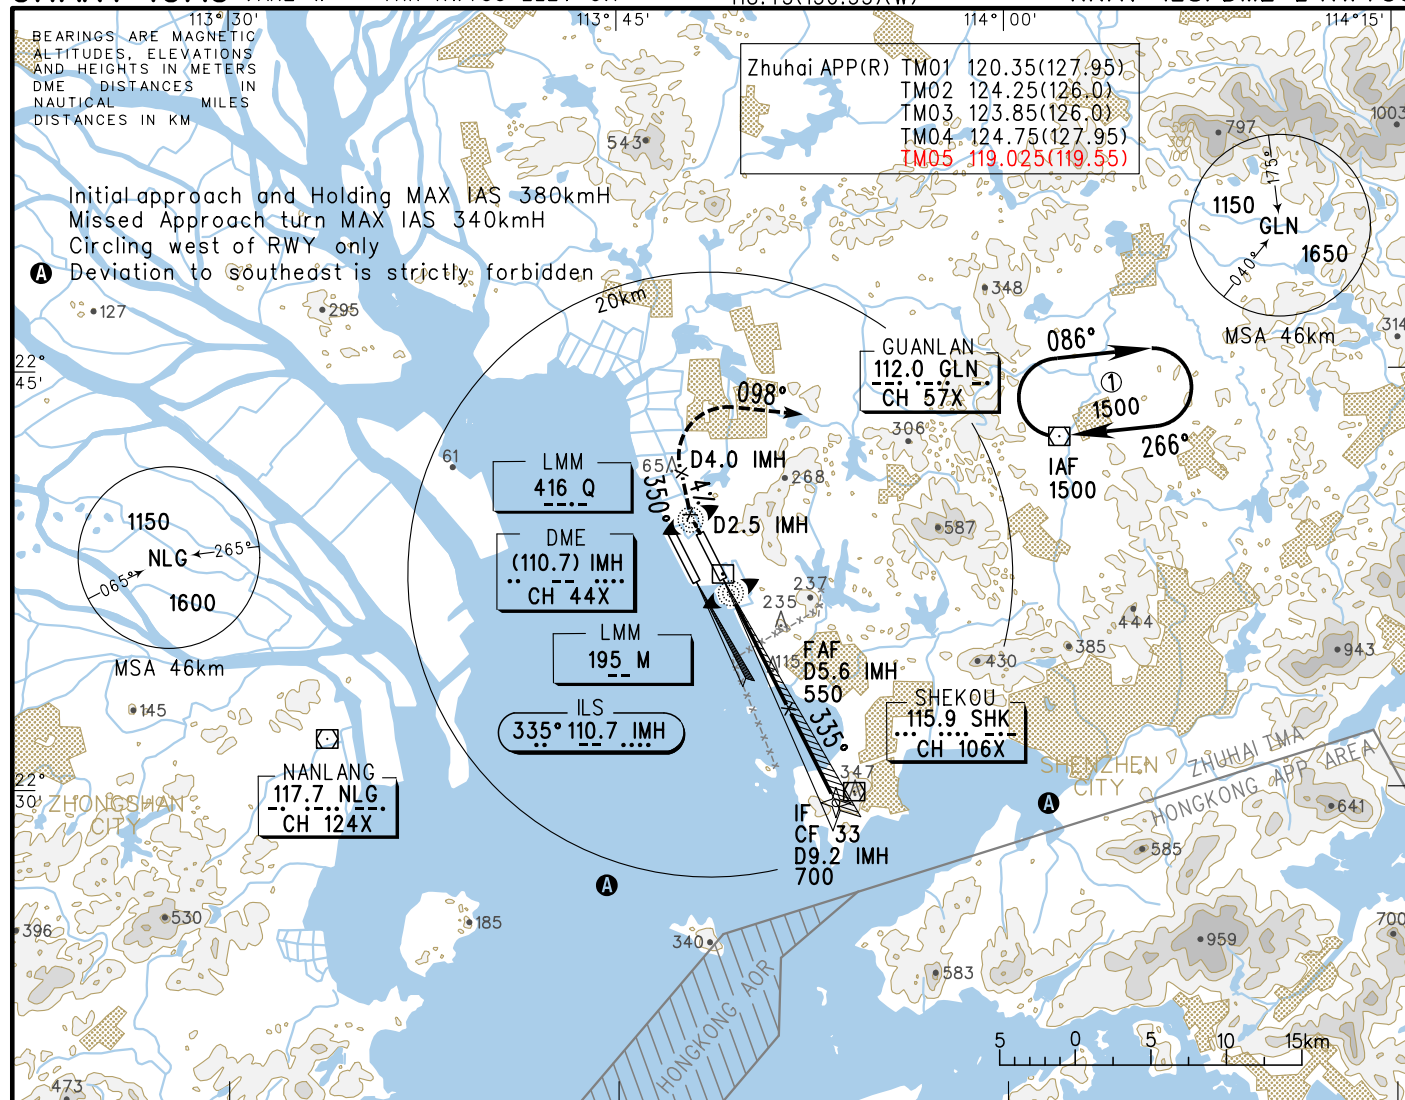 113°30'
113°45'
114°00'
114°15'
BEARINGS ARE MAGNETIC
ALTITUDES, ELEVATIONS
AND HEIGHTS IN METERS
DME DISTANCES IN
NAUTICAL MILES
DISTANCES IN KM
Zhuhai APP(R) TM01 120.35(127.95)
TM02 124.25(126.0)
TM03 123.85(126.0)
TM04 124.75(127.95)
TM05 119.025(119.55)
543
797
1003
500
Initial approach and Holding MAX IAS 380kmH
Missed Approach turn MAX IAS 340kmH
Circling west of RWY only
A Deviation to southeast is strictly forbidden
175°
1150
GLN
1650
040°
MSA 46km
127
295
20km
348
314
22°
45'
086°
1
1500
266°
IAF
1500
GUANLAN
112.0 GLN
CH 57X
098°
306
61
65
D4.0 IMH
268
4%
350°
D2.5 IMH
587
LMM
416 Q
DME
(110.7) IMH
CH 44X
1150
NLG
265°
065°
1600
MSA 46km
237
235
444
385
430
943
LMM
195 M
115
FAF
D5.6 IMH
550
335°
ILS
335° 110.7 IMH
SHEKOU
115.9 SHK
CH 106X
145
NANLANG
117.7 NLG
CH 124X
22°
30'
ZHONGSHAN
CITY
SHENZHEN
CITY
ZHUHAI TMA
HONGKONG APP AREA
347
A
641
585
IF
CF 33
D9.2 IMH
700
A
530
396
185
340
959
700
583
HONGKONG AOR
473
5 0 5 10 15km